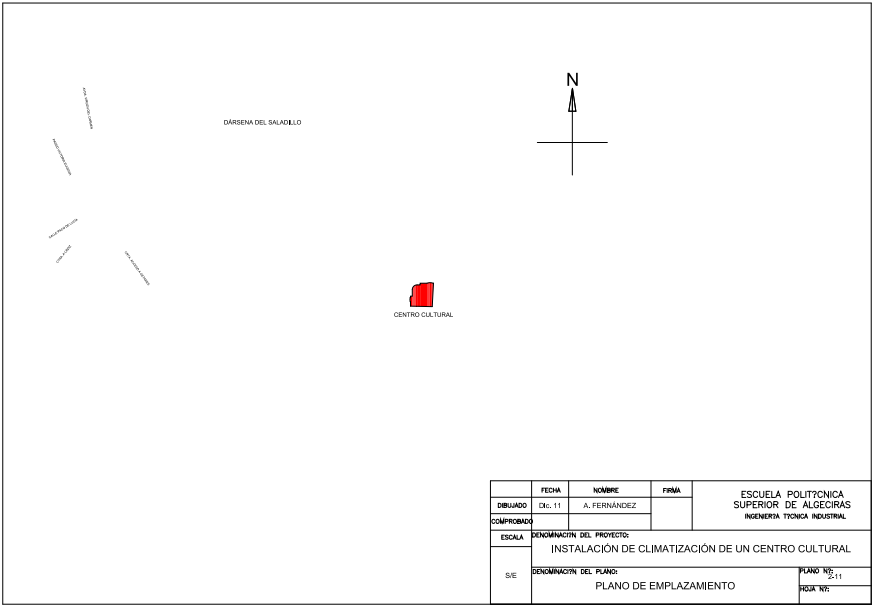 N
DÁRSENA DEL SALADILLO
CENTRO CULTURAL
FECHA NOMBRE FIRMA
DIBUJADO DIc. 11 A. FERNÁNDEZ
COMPROBADO
ESCUELA POLIT?CNICA
SUPERIOR DE ALGECIRAS
INGENIER?A T?CNICA INDUSTRIAL
ESCALA
S/E
DENOMINACI?N DEL PROYECTO:
INSTALACIÓN DE CLIMATIZACIÓN DE UN CENTRO CULTURAL
DENOMINACI?N DEL PLANO:
PLANO DE EMPLAZAMIENTO
PLANO N?:
2-11
HOJA N?: